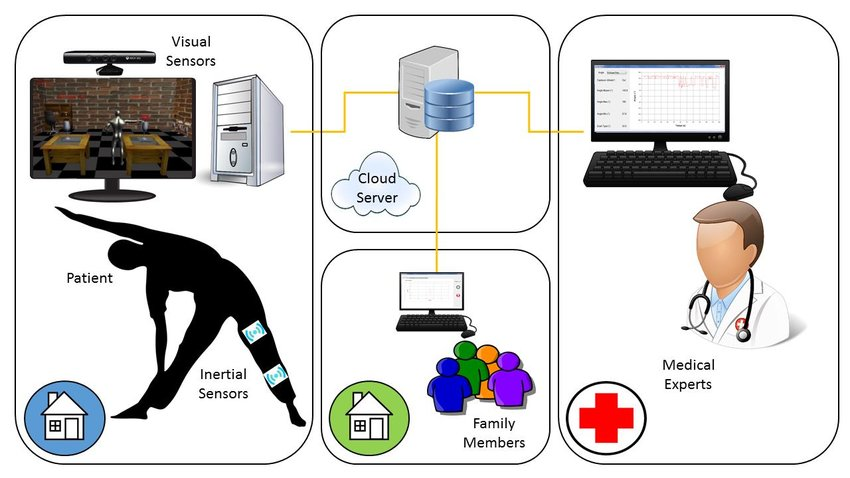 Visual
Sensors
Patient
Inertial
Sensors
Cloud
Server
Family
Members
Medical
Experts